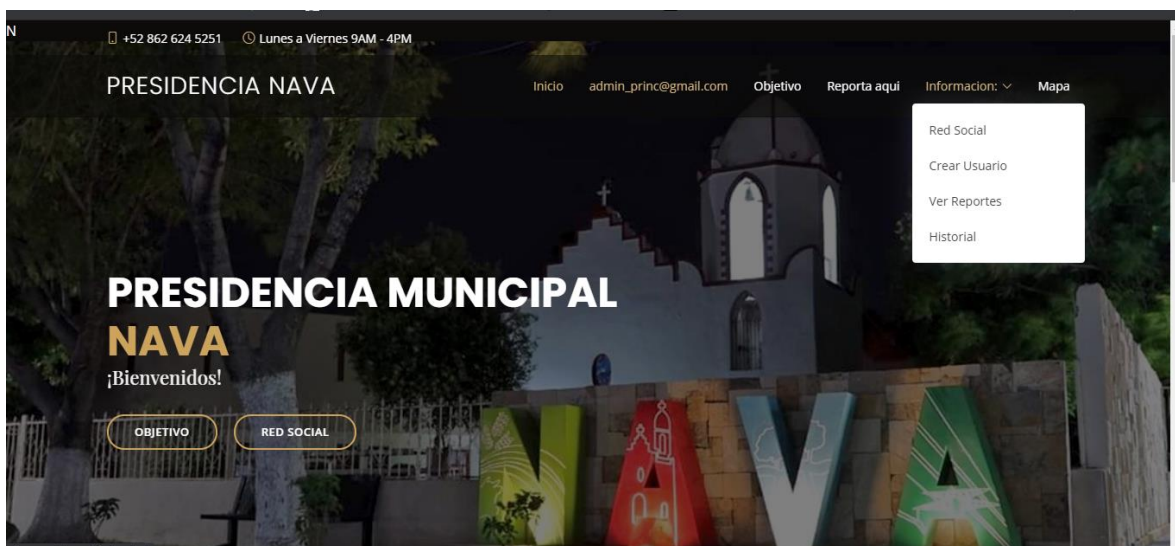 N
+52 862 624 5251 Lunes a Viernes 9AM - 4PM
PRESIDENCIA NAVA Inicio admin_princ@gmail.com Objetivo Reporta aqui Informacion: Mapa
Red Social
Crear Usuario
Ver Reportes
Historial
PRESIDENCIA MUNICIPAL
NAVA
¡Bienvenidos!
OBJETIVO RED SOCIAL
NAVA